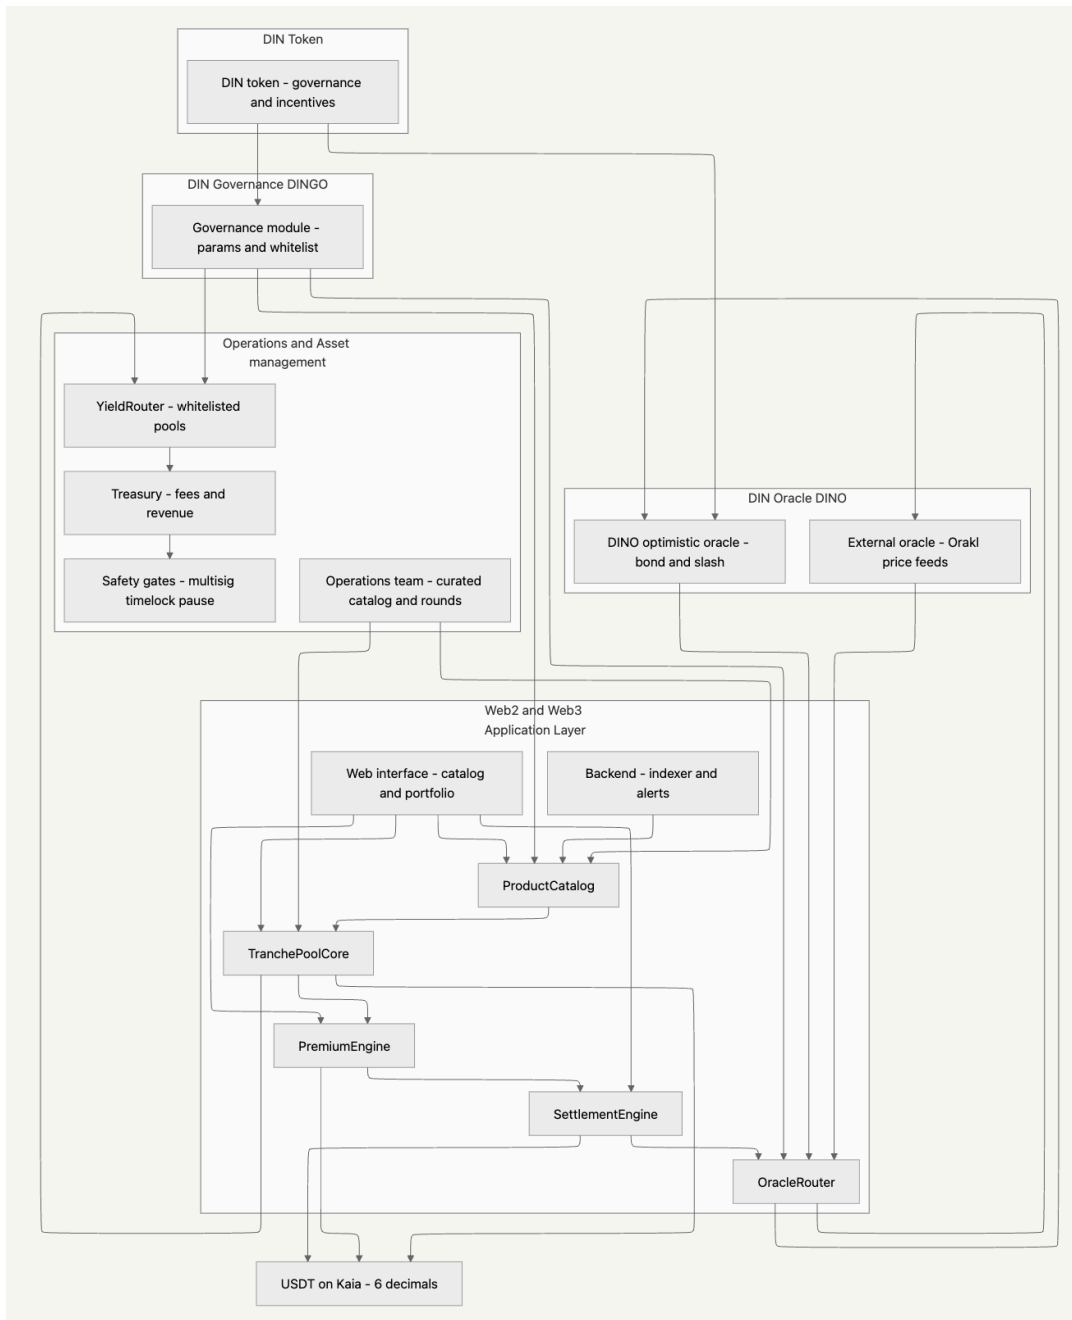 DIN Token
DIN token - governance
and incentives
DIN Governance DINGO
Governance module -
params and whitelist
Operations and Asset
management
YieldRouter - whitelisted
pools
Treasury - fees and
revenue
Safety gates - multisig
timelock pause
Operations team - curated
catalog and rounds
DIN Oracle DINO
DINO optimistic oracle -
bond and slash
External oracle - Orakl
price feeds
Web2 and Web3
Application Layer
Web interface - catalog
and portfolio
Backend - indexer and
alerts
ProductCatalog
TranchePoolCore
PremiumEngine
SettlementEngine
OracleRouter
USDT on Kaia - 6 decimals